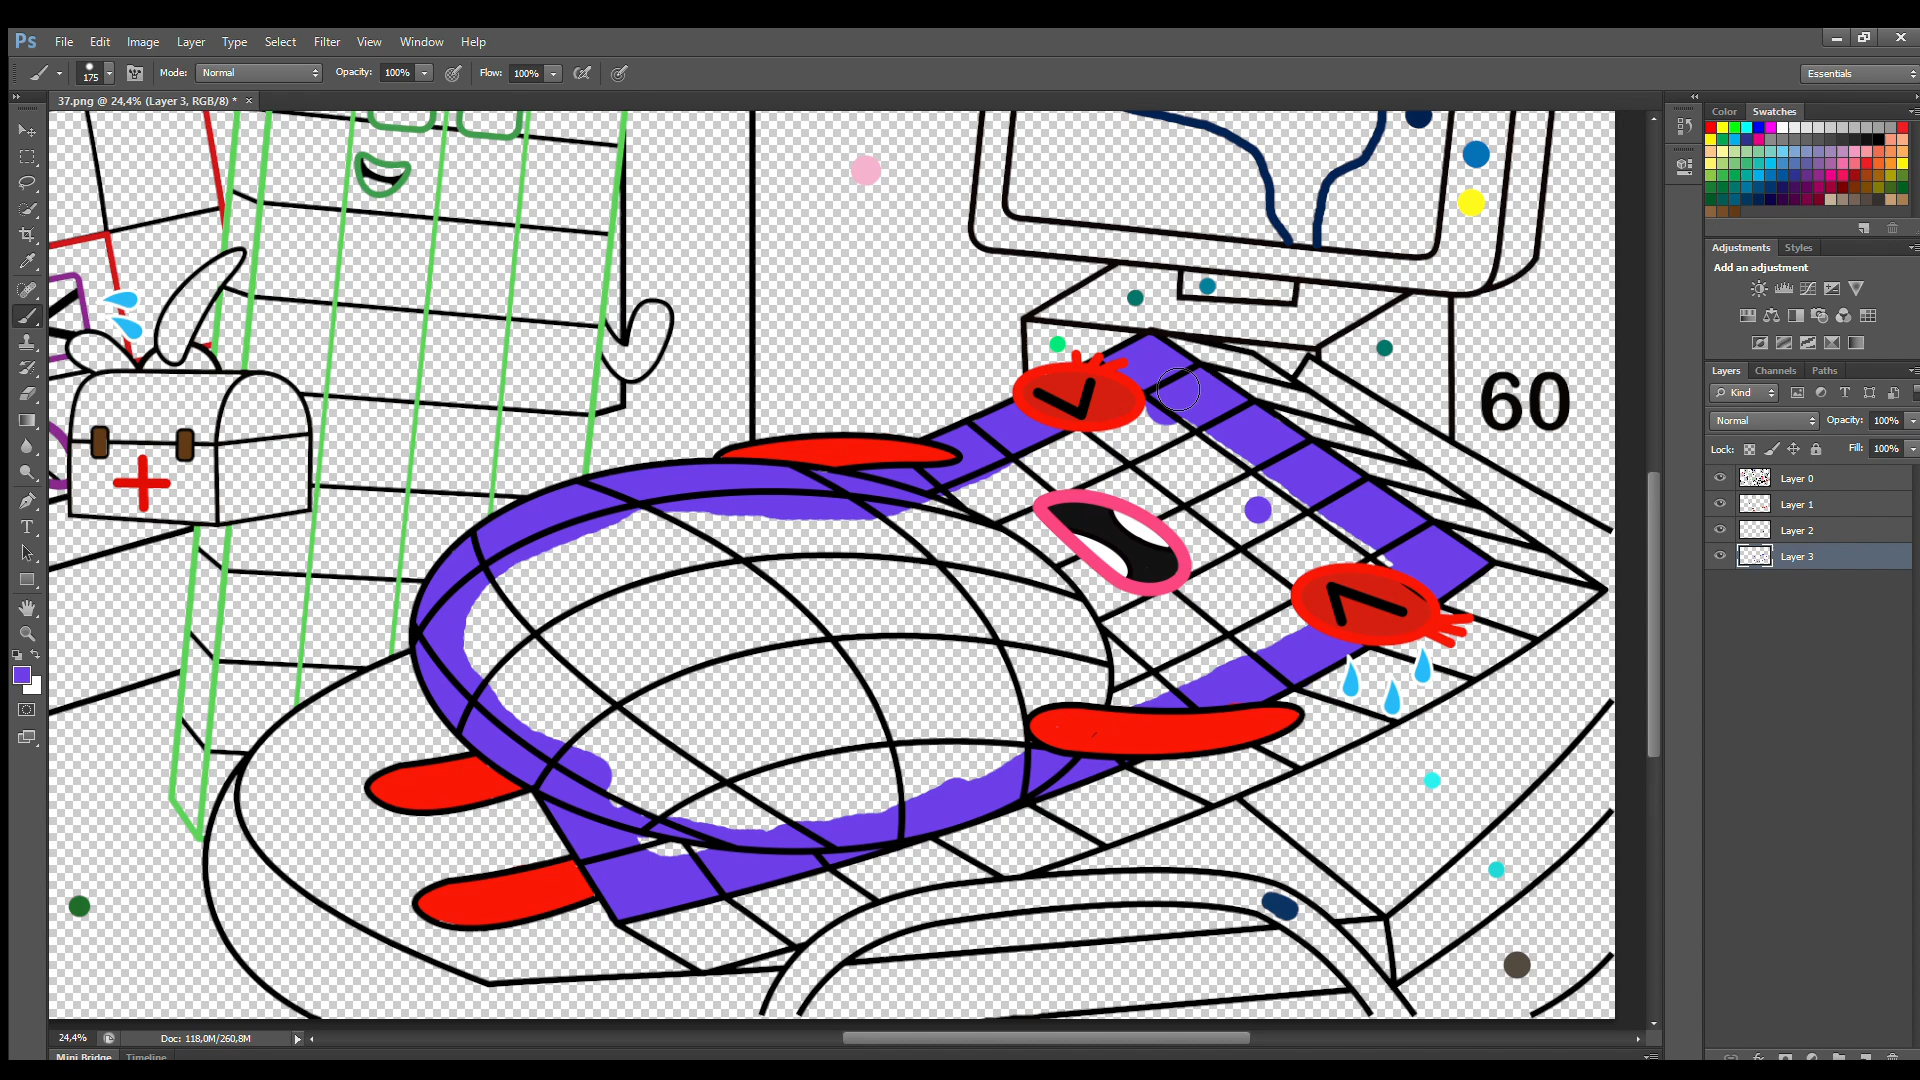 Ps File Edit Image Layer Type Select Filter View Window Help
175 Mode: Normal Opacity: 100% Flow: 100% Essentials
37.png @ 24,4% (Layer 3, RGB/8) * ×
Color Swatches
Adjustments Styles
Add an adjustment
Layers Channels Paths
Kind
Normal Opacity: 100%
Lock: Fill: 100%
Layer 0
Layer 1
Layer 2
Layer 3
60
T
24,4% Doc: 118,0M/260,8M
Mini Bridge Timeline